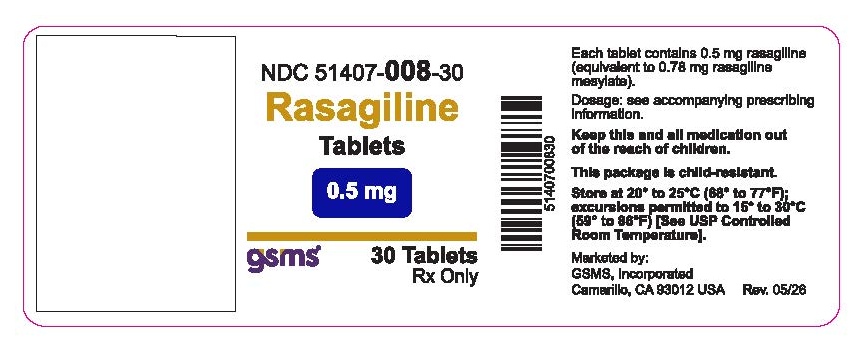 NDC 51407-008-30
Rasagiline
Tablets
0.5 mg
gsms
30 Tablets
Rx Only
5140700830
Each tablet contains 0.5 mg rasagiline
(equivalent to 0.78 mg rasagiline
mesylate).
Dosage: see accompanying prescribing
information.
Keep this and all medication out
of the reach of children.
This package is child-resistant.
Store at 20° to 25°C (68° to 77°F);
excursions permitted to 15° to 30°C
(59° to 86°F) [See USP Controlled
Room Temperature].
Marketed by:
GSMS, Incorporated
Camarillo, CA 93012 USA Rev. 05/26